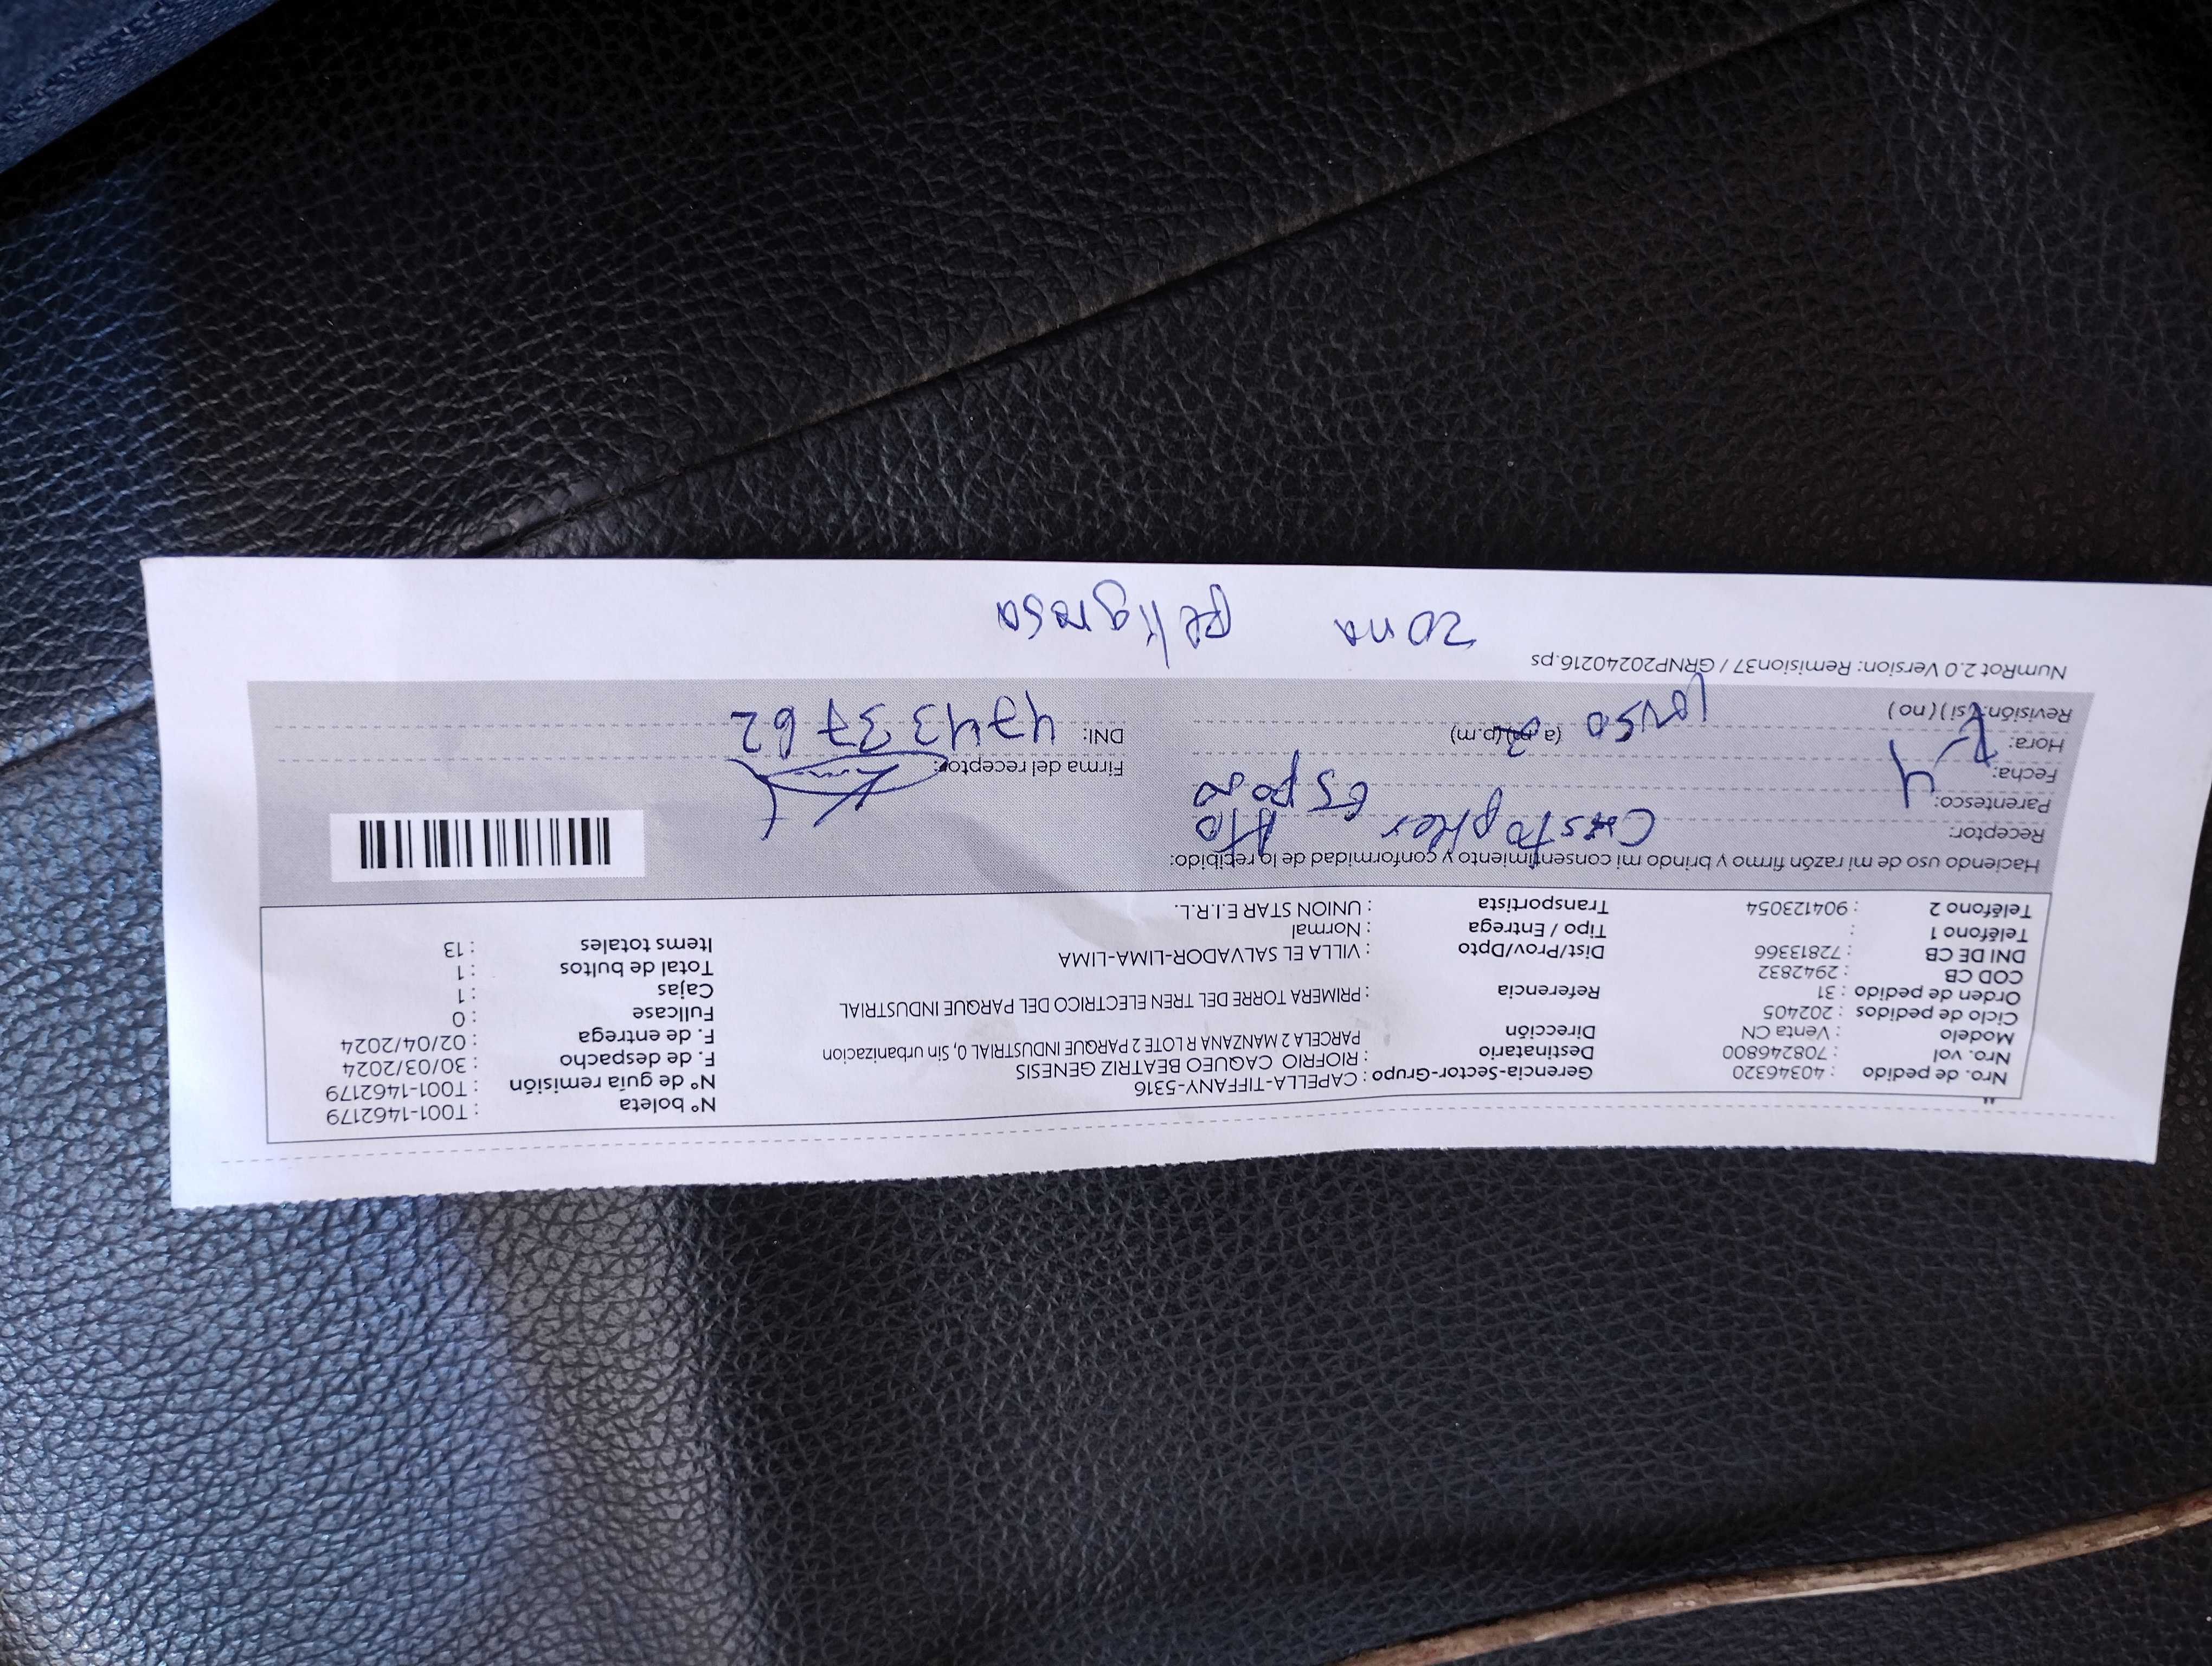 Nro. de pedido : 40346320 Gerencia-Sector-Grupo : CAPELLA-TIFFANY-5316 N° boleta : T001-1462179
Nro. vol : 708246800 Destinatario : RIOFRIO CAQUEO BEATRIZ GENESIS N° de guía remisión : T001-1462179
Modelo : Venta CN Dirección PARCELA 2 MANZANA R LOTE 2 PARQUE INDUSTRIAL 0, Sin urbanizacion F. de despacho : 30/03/2024
Ciclo de pedidos : 202405 F. de entrega : 02/04/2024
Orden de pedido : 31 Referencia : PRIMERA TORRE DEL TREN ELECTRICO DEL PARQUE INDUSTRIAL Fullcase : 0
COD CB : 2942832 Cajas : 1
DNI DE CB : 72813366 Dist/Prov/Dpto : VILLA EL SALVADOR-LIMA-LIMA Total de bultos : 1
Teléfono 1 : Tipo / Entrega : Normal Items totales : 13
Teléfono 2 : 904123054 Transportista : UNION STAR E.I.R.L.
Haciendo uso de mi razón firmo y brindo mi consentimiento y conformidad de lo recibido:
Receptor:
Parentesco: Esposo
Fecha: Firma del receptor:
Hora: (a.m) (p.m) DNI: 47433762
Revisión: ( si ) ( no )
NumRot 2.0 Version: Remision37 / GRNP20240216.ps
zona peligrosa